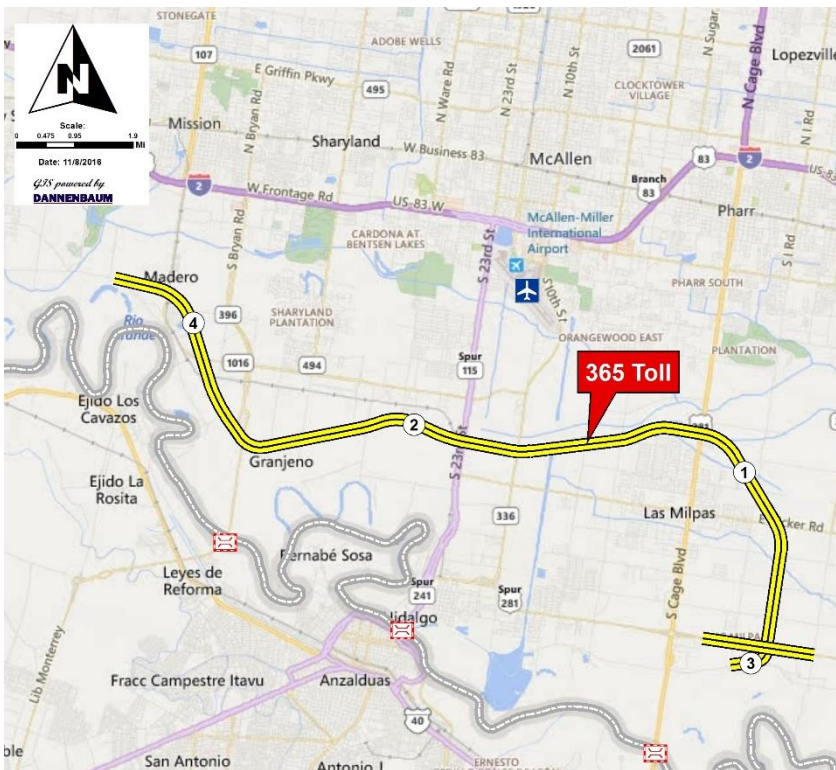 STONEGATE
107
ADOBE WELLS
E Griffin Pkwy
495
N Bryan Rd
N Ware Rd
N 23rd St
N 10th St
2061
CLOCKTOWER
VILLAGE
N Sugar
N Cage Blvd
Lopezville
N
Scale:
0 0.475 0.95 1.9
Mi
Date: 11/8/2016
GIS powered by
DANNENBAUM
Mission
Sharyland
W Business 83
McAllen
83
2
N I Rd
US-83
2
W Frontage Rd
US-83 W
Branch
83
Pharr
S Bryan Rd
CARDONA AT
BENTSEN LAKES
McAllen-Miller
International
Airport
S 23rd St
S 10th St
S I Rd
PHARR SOUTH
Madero
4
396
SHARYLAND
PLANTATION
ORANGEWOOD EAST
PLANTATION
Rio
1016
494
Spur
115
365 Toll
Ejido Los
Cavazos
2
S 23rd St
281
1
Granjeno
Ejido La
Rosita
336
Las Milpas
Leyes de
Reforma
Bernabé Sosa
Spur
241
Spur
281
S Cage Blvd
Hidalgo
3
Lib Monterrey
Fracc Campestre Itavu
Anzalduas
40
San Antonio
Antonio J.
ERNESTO